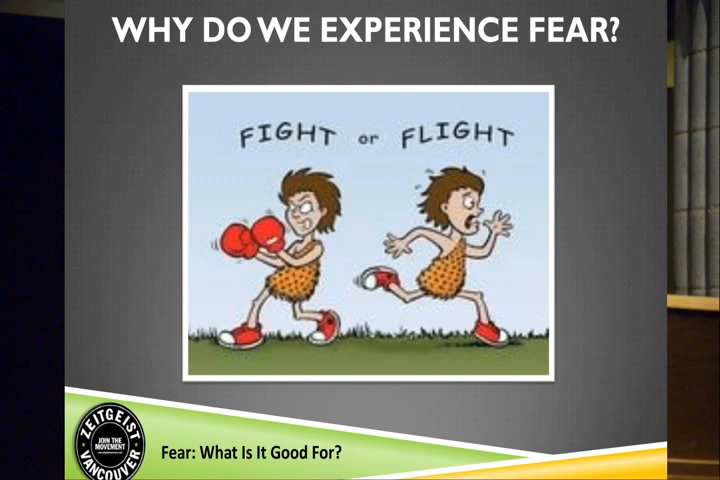 WHY DO WE EXPERIENCE FEAR?
FIGHT or FLIGHT
ZEITGEIST
JOIN THE
MOVEMENT
VANCOUVER
Fear: What Is It Good For?